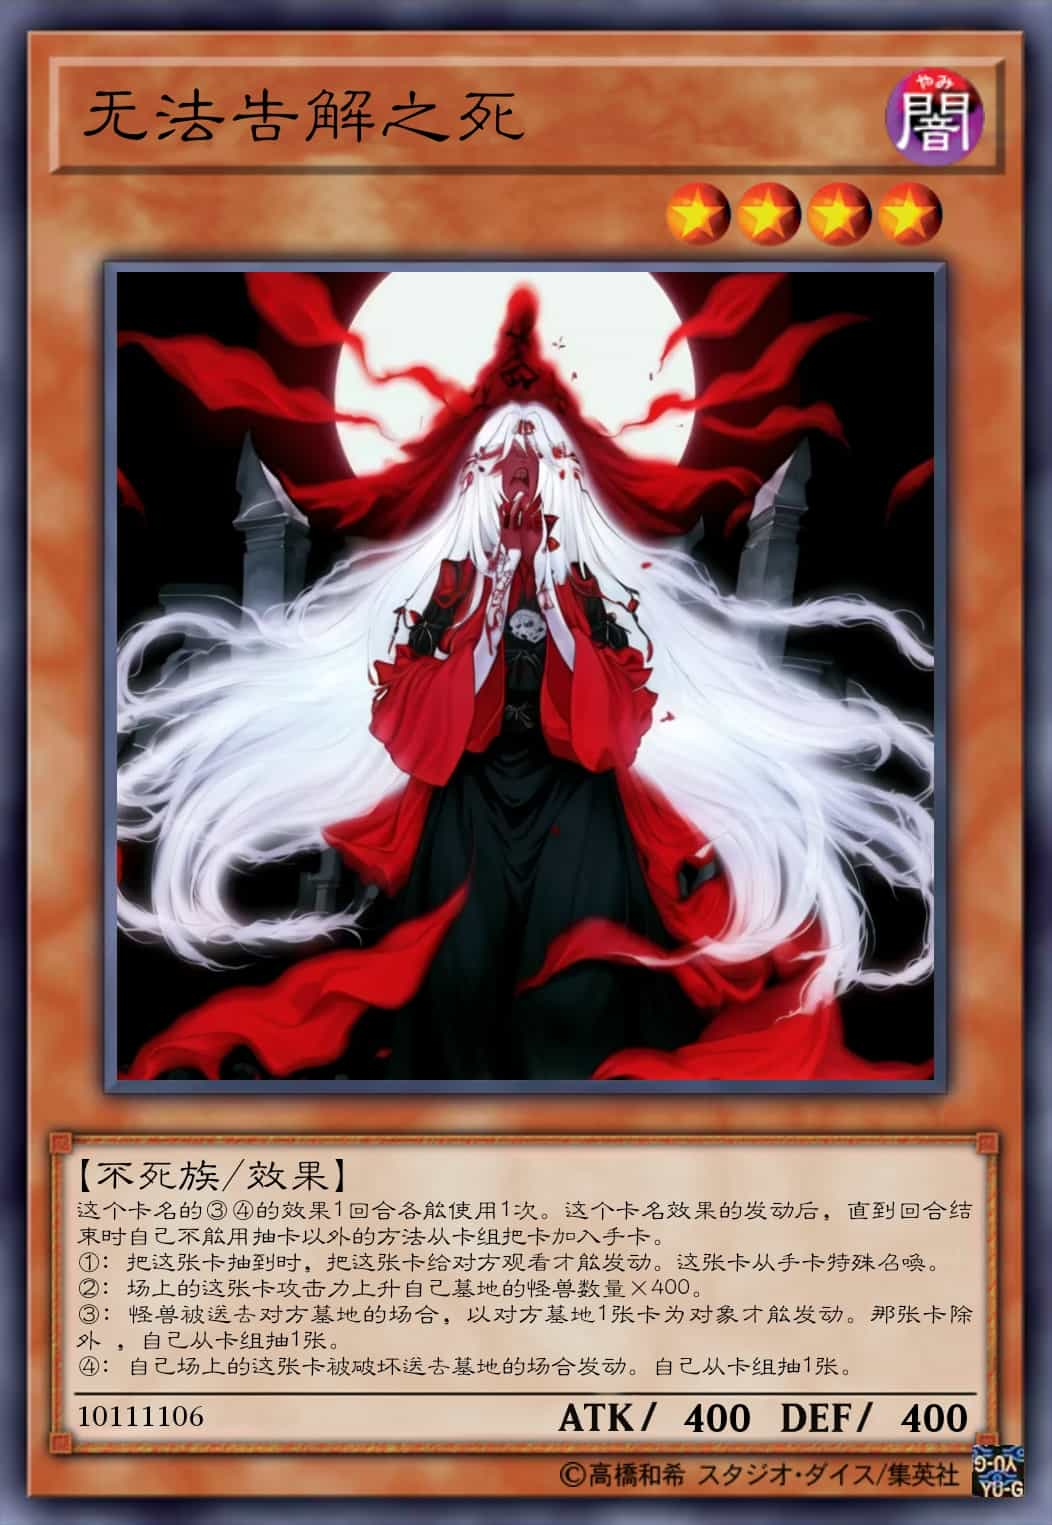 无法告解之死
やみ
闇
【不死族/效果】
这个卡名的③④的效果1回合各能使用1次。这个卡名效果的发动后，直到回合结
束时自己不能用抽卡以外的方法从卡组把卡加入手卡。
①：把这张卡抽到时，把这张卡给对方观看才能发动。这张卡从手卡特殊召唤。
②：场上的这张卡攻击力上升自己墓地的怪兽数量×400。
③：怪兽被送去对方墓地的场合，以对方墓地1张卡为对象才能发动。那张卡除
外 ，自己从卡组抽1张。
④：自己场上的这张卡被破坏送去墓地的场合发动。自己从卡组抽1张。
10111106 ATK/ 400 DEF/ 400
©高橋和希 スタジオ・ダイス/集英社
YU-G
YU-G